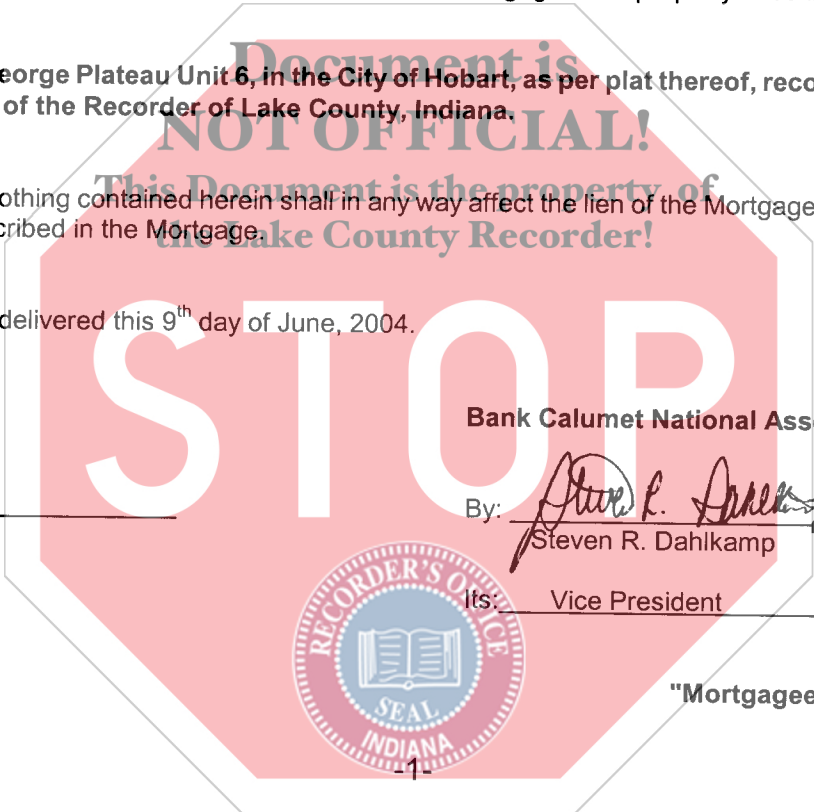 Document is
eorge Plateau Unit 6, in the City of Hobart, as per plat thereof, reco
of the Recorder of Lake County, Indiana.
NOT OFFICIAL!
This Document is the property of
othing contained herein shall in any way affect the lien of the Mortgage
cribed in the Mortgage.
the Lake County Recorder!
delivered this 9th day of June, 2004.
STOP
Bank Calumet National Ass
By: Steven R. Dahlkamp
Steven R. Dahlkamp
Its: Vice President
RECORDER'S OFFICE
SEAL
INDIANA
"Mortgagee
-1-